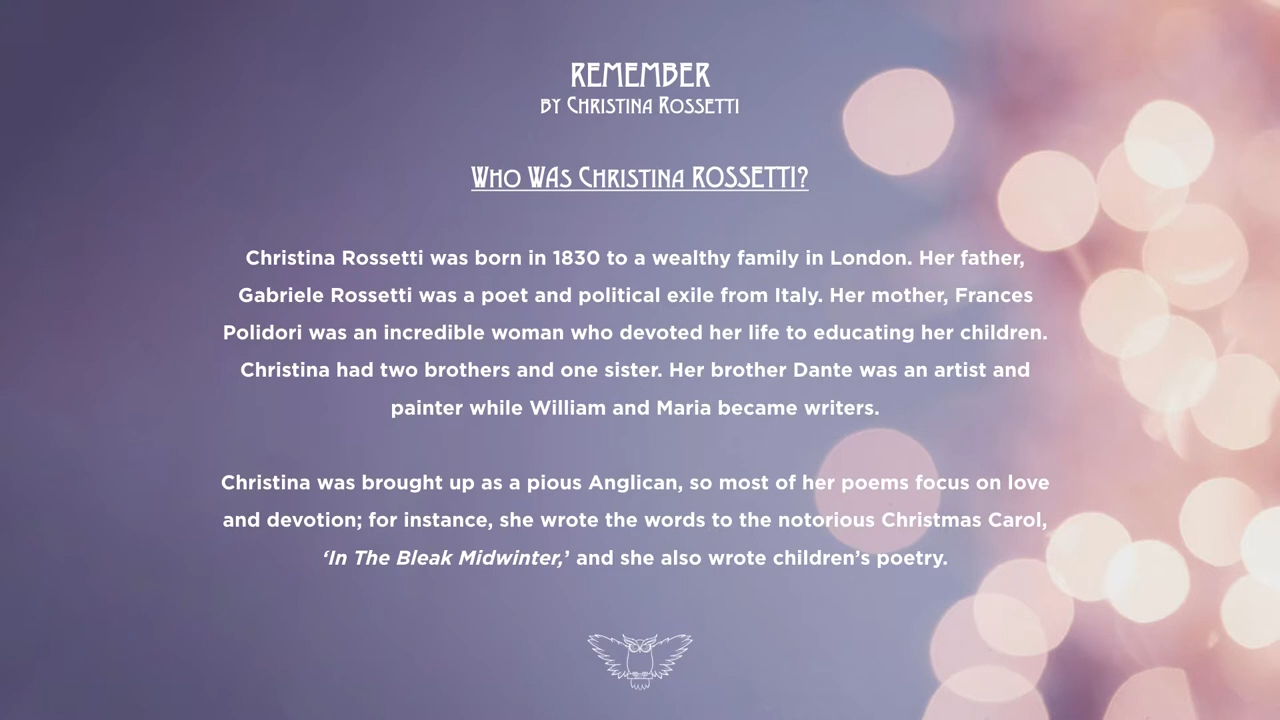 REMEMBER
BY CHRISTINA ROSSETTI
WHO WAS CHRISTINA ROSSETTI?
Christina Rossetti was born in 1830 to a wealthy family in London. Her father,
Gabriele Rossetti was a poet and political exile from Italy. Her mother, Frances
Polidori was an incredible woman who devoted her life to educating her children.
Christina had two brothers and one sister. Her brother Dante was an artist and
painter while William and Maria became writers.
Christina was brought up as a pious Anglican, so most of her poems focus on love
and devotion; for instance, she wrote the words to the notorious Christmas Carol,
‘In The Bleak Midwinter,’ and she also wrote children’s poetry.